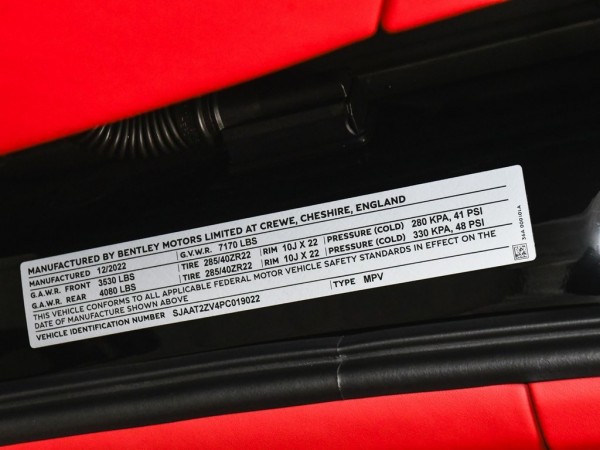 MANUFACTURED BY BENTLEY MOTORS LIMITED AT CREWE, CHESHIRE, ENGLAND
MANUFACTURED 12/2022 G.V.W.R. 7170 LBS
G.A.W.R. FRONT 3530 LBS TIRE 285/40ZR22 RIM 10J X 22 PRESSURE (COLD) 280 KPA, 41 PSI
G.A.W.R. REAR 4080 LBS TIRE 285/40ZR22 RIM 10J X 22 PRESSURE (COLD) 330 KPA, 48 PSI
THIS VEHICLE CONFORMS TO ALL APPLICABLE FEDERAL MOTOR VEHICLE SAFETY STANDARDS IN EFFECT ON THE
DATE OF MANUFACTURE SHOWN ABOVE
VEHICLE IDENTIFICATION NUMBER SJAAT2ZV4PC019022 TYPE MPV